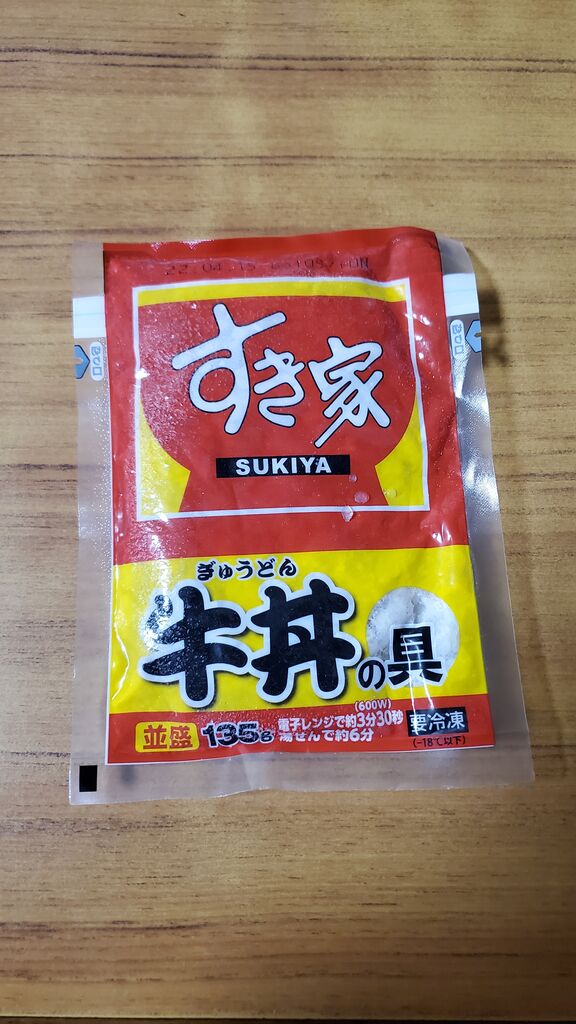 すき家
SUKIYA
ぎゅうどん
牛丼の具
並盛 135g
(600W)
電子レンジで約3分30秒
湯せんで約6分
要冷凍
(-18℃以下)